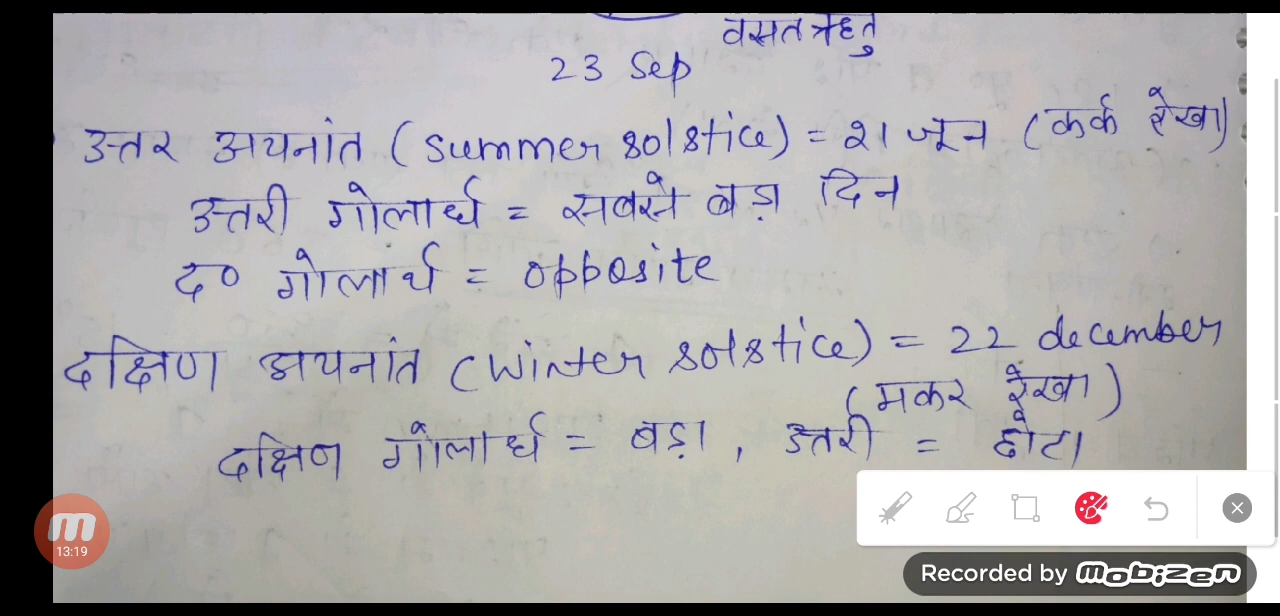 वसंत ऋतु
23 Sep
उत्तर अयनांत (summer solstice) = 21 जून (कर्क रेखा)
उत्तरी गोलार्ध = सबसे बड़ा दिन
द० गोलार्ध = opposite
दक्षिण अयनांत (Winter solstice) = 22 december
(मकर रेखा)
दक्षिण गोलार्ध = बड़ा, उत्तरी = छोटा
13:19
Recorded by mobizen